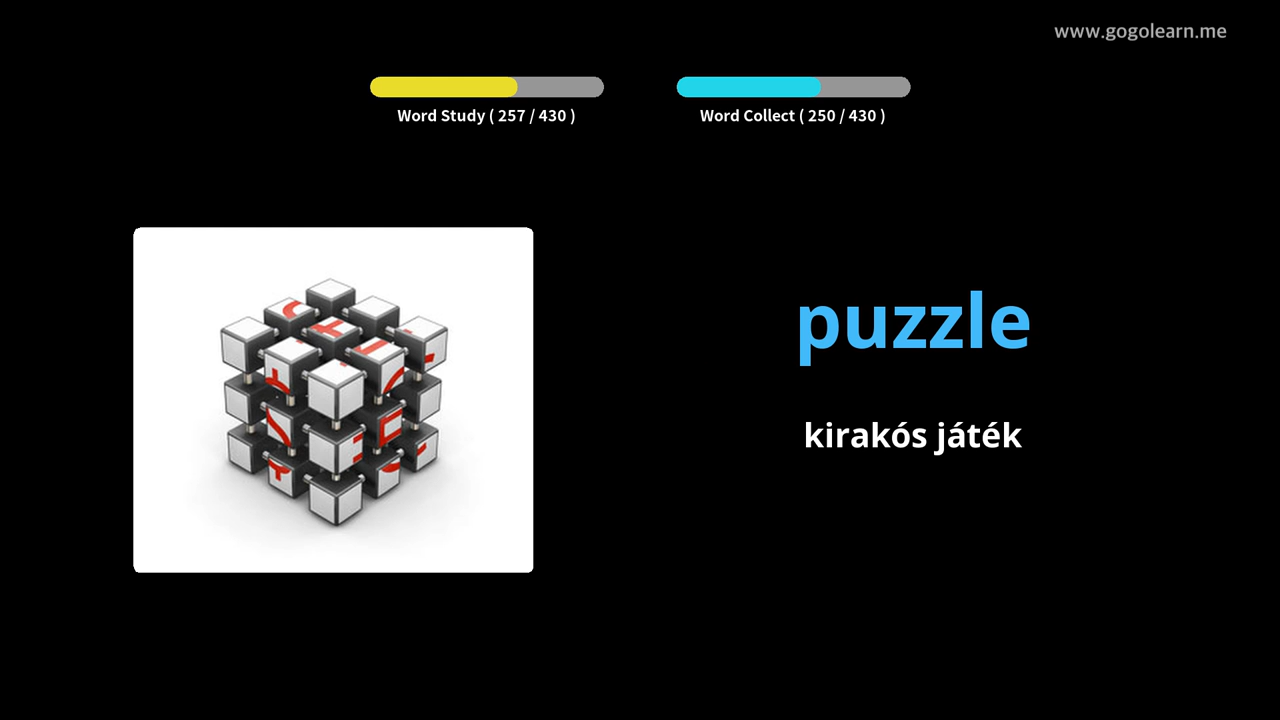 www.gogolearn.me
Word Study ( 257 / 430 )
Word Collect ( 250 / 430 )
puzzle
kirakós játék